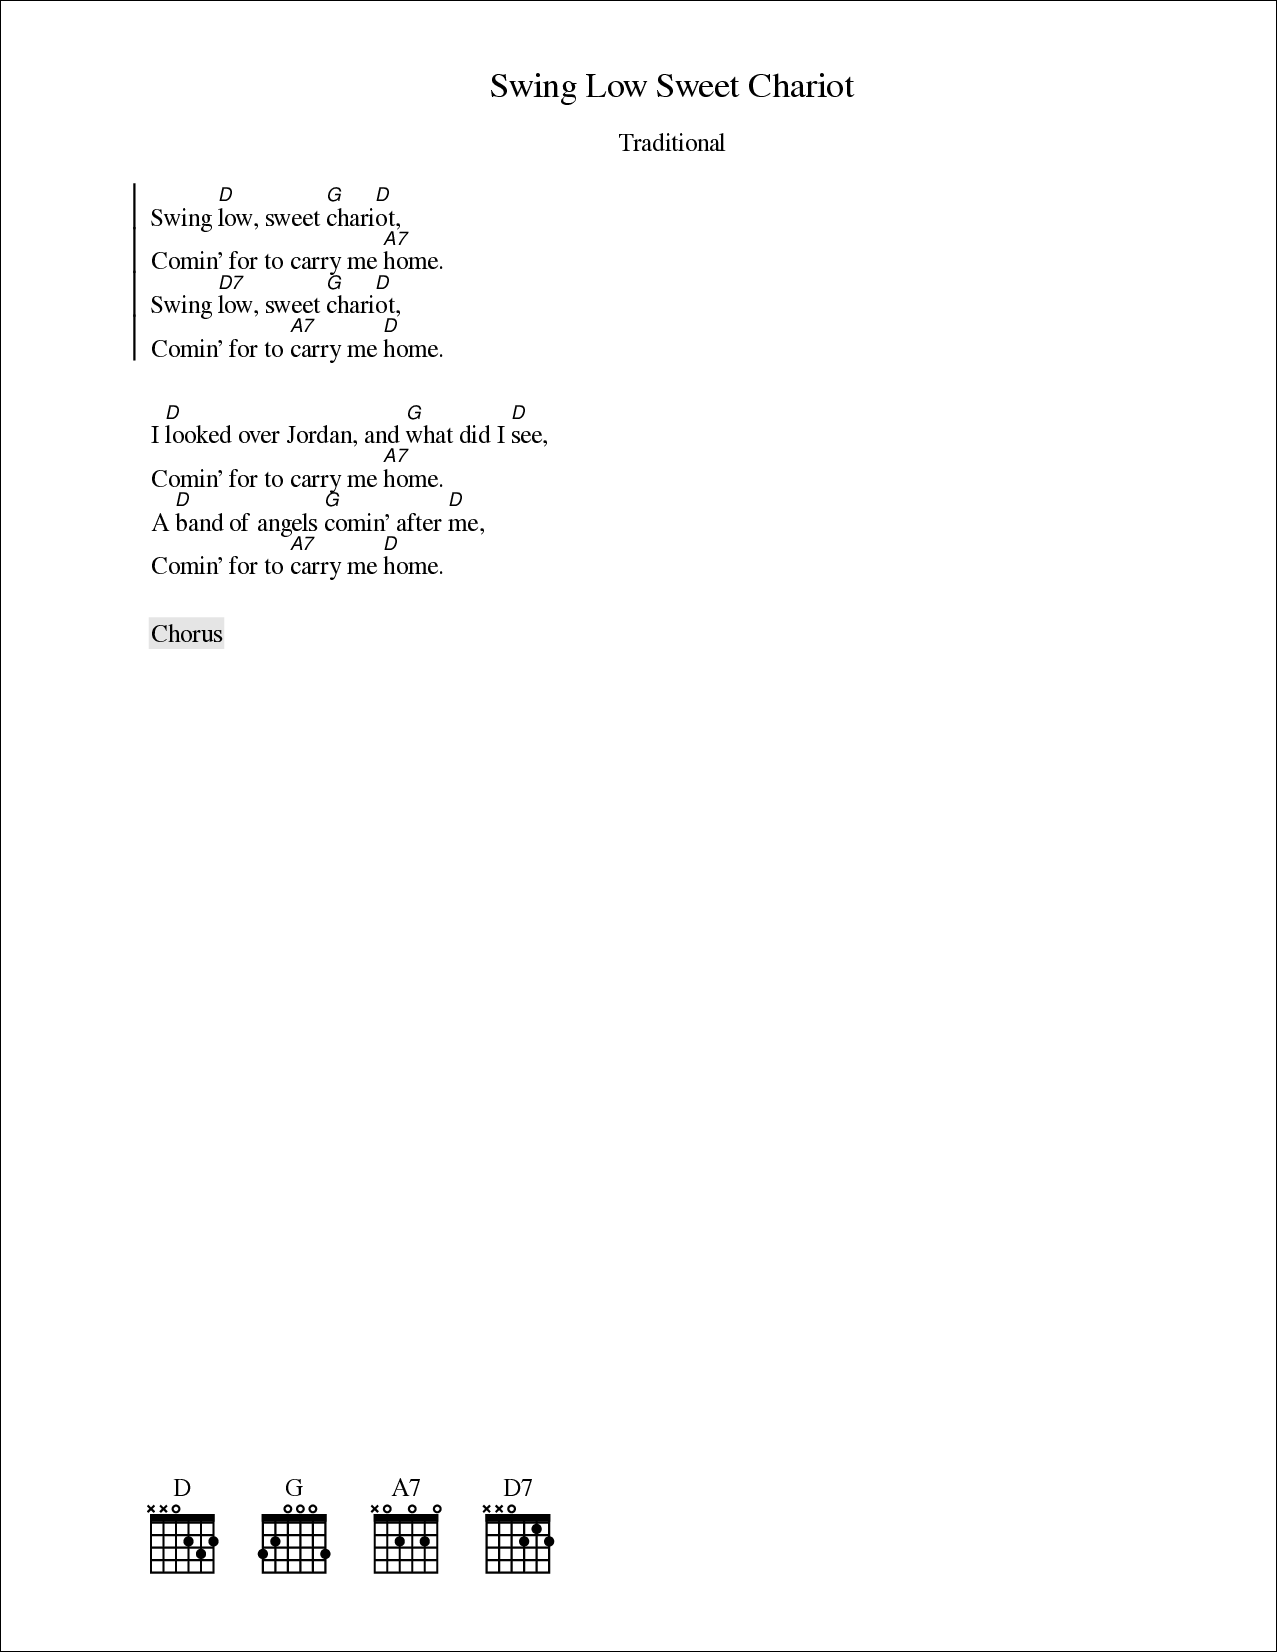 Swing Low Sweet Chariot
Traditional
D G D
Swing low, sweet chariot,
A7
Comin’ for to carry me home.
D7 G D
Swing low, sweet chariot,
A7 D
Comin’ for to carry me home.
D G D
I looked over Jordan, and what did I see,
A7
Comin’ for to carry me home.
D G D
A band of angels comin’ after me,
A7 D
Comin’ for to carry me home.
Chorus
D G A7 D7